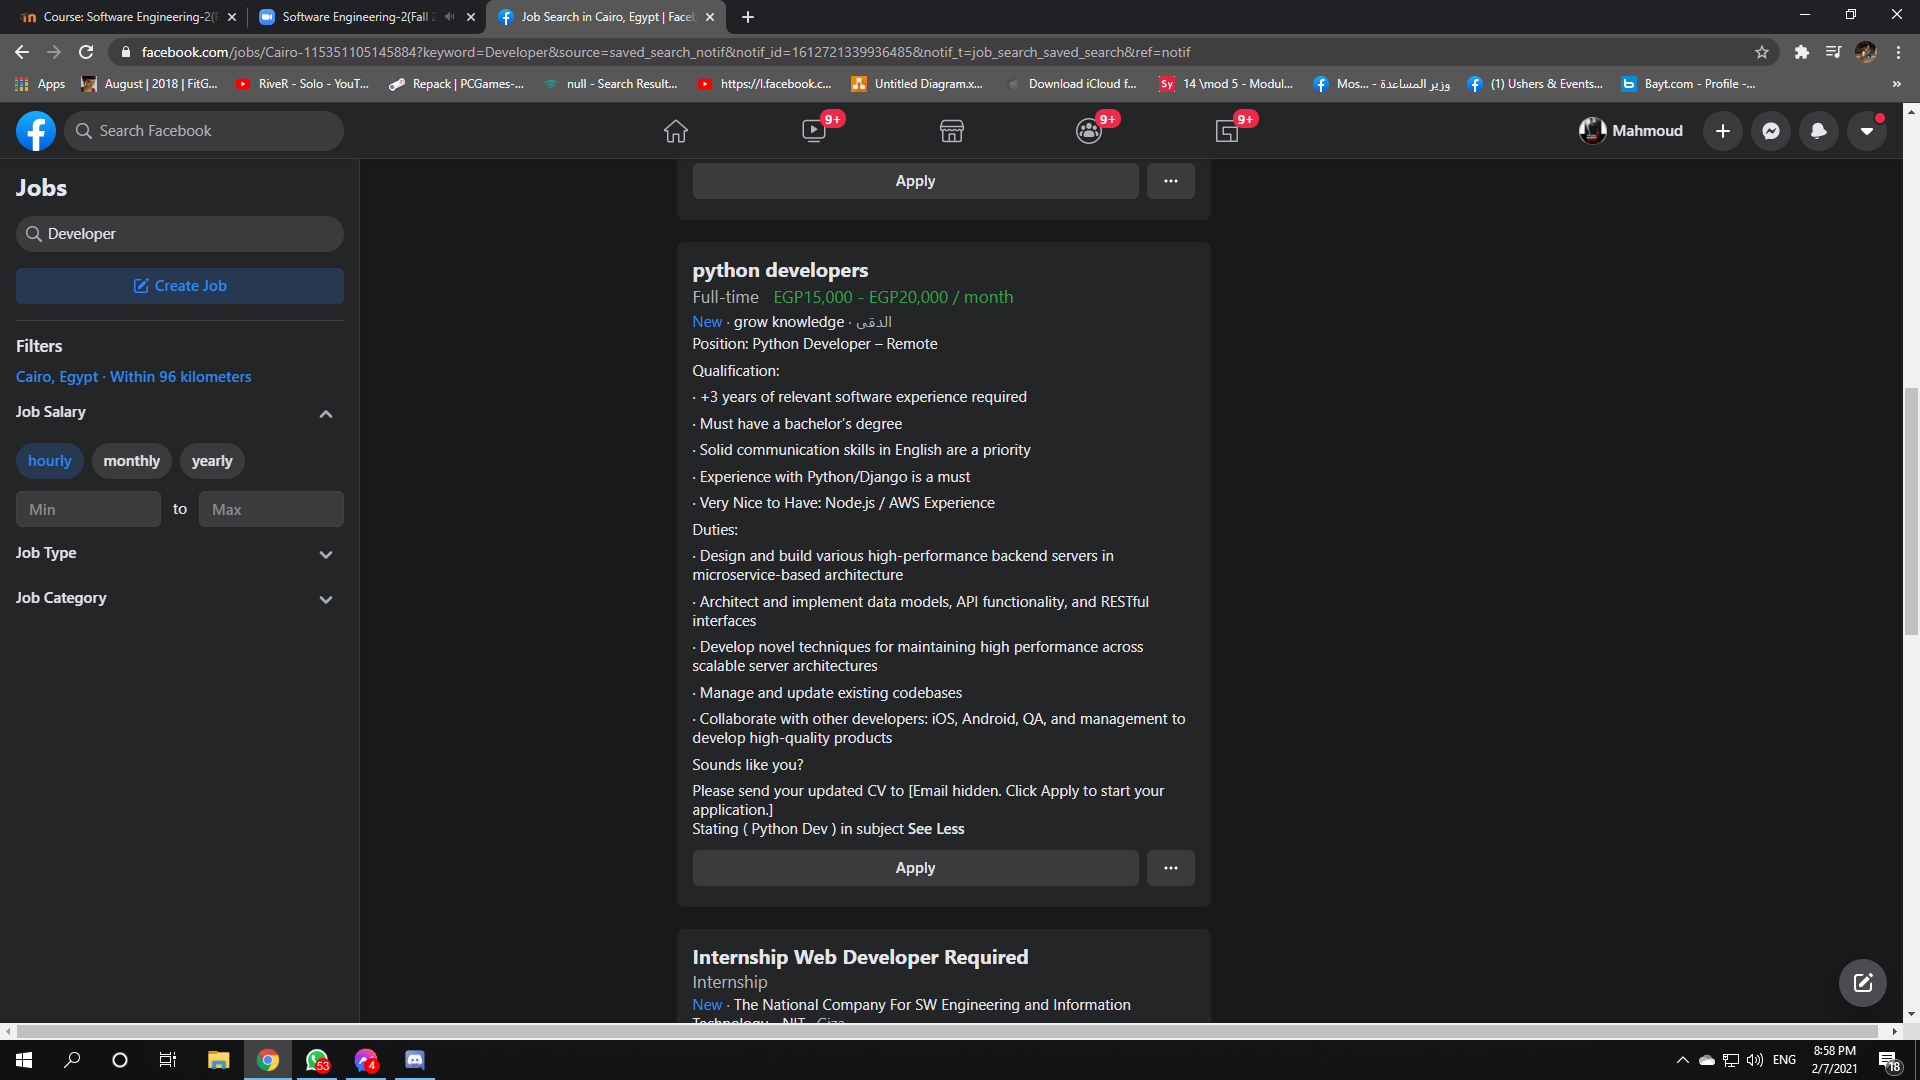 Course: Software Engineering-2(F
Software Engineering-2(Fall 2
Job Search in Cairo, Egypt | Face
facebook.com/jobs/Cairo-115351105145884?keyword=Developer&source=saved_search_notif&notif_id=1612721339936485&notif_t=job_search_saved_search&ref=notif
Apps
August | 2018 | FitG...
RiveR - Solo - YouT...
Repack | PCGames-...
null - Search Result...
https://l.facebook.c...
Untitled Diagram.x...
Download iCloud f...
Sy
14 \mod 5 - Modul...
Mos... - وزير المساعدة
(1) Ushers & Events...
Bayt.com - Profile -...
»
Search Facebook
9+
9+
9+
Mahmoud
Jobs
Developer
Create Job
Filters
Cairo, Egypt · Within 96 kilometers
Job Salary
hourly
monthly
yearly
Min
to
Max
Job Type
Job Category
Apply
python developers
Full-time EGP15,000 - EGP20,000 / month
New · grow knowledge · الدقى
Position: Python Developer – Remote
Qualification:
· +3 years of relevant software experience required
· Must have a bachelor’s degree
· Solid communication skills in English are a priority
· Experience with Python/Django is a must
· Very Nice to Have: Node.js / AWS Experience
Duties:
· Design and build various high-performance backend servers in
microservice-based architecture
· Architect and implement data models, API functionality, and RESTful
interfaces
· Develop novel techniques for maintaining high performance across
scalable server architectures
· Manage and update existing codebases
· Collaborate with other developers: iOS, Android, QA, and management to
develop high-quality products
Sounds like you?
Please send your updated CV to [Email hidden. Click Apply to start your
application.]
Stating ( Python Dev ) in subject See Less
Apply
Internship Web Developer Required
Internship
New · The National Company For SW Engineering and Information
Technology - NIT · Giza
53
4
ENG
8:58 PM
2/7/2021
18